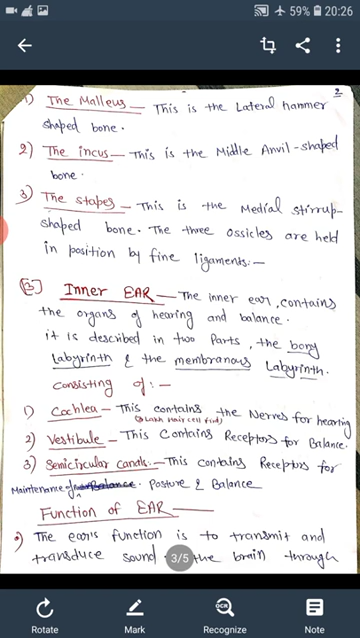 59% 20:26
2
1) The Malleus — This is the Lateral hammer
shaped bone.
2) The incus — This is the Middle Anvil-shaped
bone.
3) The stapes — This is the Medial stirrup-
shaped bone. The three ossicles are held
in position by fine ligaments:—
(B) Inner EAR — The inner ear, contains
the organs of hearing and balance.
it is described in two Parts, the bony
Labyrinth & the membranous Labyrinth.
consisting of:—
1) Cochlea — This contains the Nerves for hearing
2) Vestibule — This Contains Receptors for Balance.
3) Semicircular canals:— This contains Receptors for
Maintenance of Posture & Balance
Function of EAR —
The ear's function is to transmit and
transduce sound the brain through
3/5
Rotate Mark Recognize Note
OCR